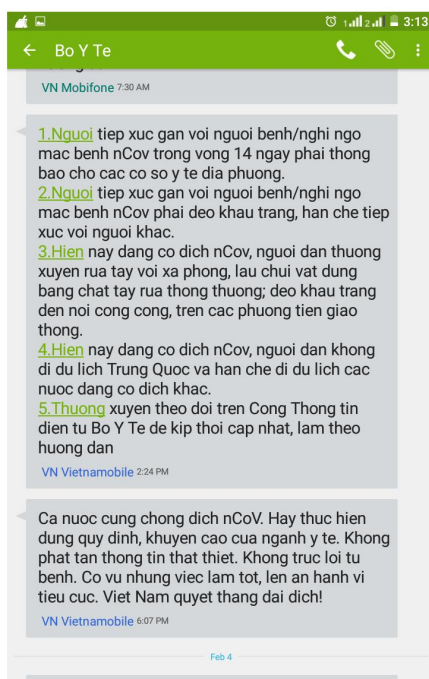 1 2 3:13
Bo Y Te
VN Mobifone 7:30 AM
1.Nguoi tiep xuc gan voi nguoi benh/nghi ngo
mac benh nCov trong vong 14 ngay phai thong
bao cho cac co so y te dia phuong.
2.Nguoi tiep xuc gan voi nguoi benh/nghi ngo
mac benh nCov phai deo khau trang, han che tiep
xuc voi nguoi khac.
3.Hien nay dang co dich nCov, nguoi dan thuong
xuyen rua tay voi xa phong, lau chui vat dung
bang chat tay rua thong thuong; deo khau trang
den noi cong cong, tren cac phuong tien giao
thong.
4.Hien nay dang co dich nCov, nguoi dan khong
di du lich Trung Quoc va han che di du lich cac
nuoc dang co dich khac.
5.Thuong xuyen theo doi tren Cong Thong tin
dien tu Bo Y Te de kip thoi cap nhat, lam theo
huong dan
VN Vietnamobile 2:24 PM
Ca nuoc cung chong dich nCoV. Hay thuc hien
dung quy dinh, khuyen cao cua nganh y te. Khong
phat tan thong tin that thiet. Khong truc loi tu
benh. Co vu nhung viec lam tot, len an hanh vi
tieu cuc. Viet Nam quyet thang dai dich!
VN Vietnamobile 6:07 PM
Feb 4